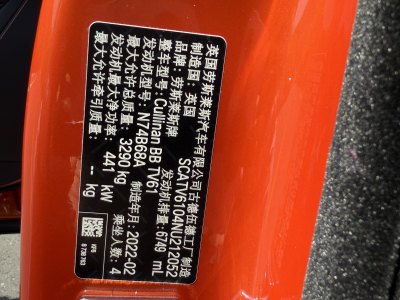 英国劳斯莱斯汽车有限公司古德伍德工厂制造
制造国：英国 SCATV6104NU212052
品牌：劳斯莱斯牌
整车型号：Cullinan BB TV61 发动机排量：6749 mL
发动机型号：N74B68A 制造年月：2022-02
最大允许总质量：3290 kg 乘坐人数：4
发动机最大净功率：441 kW
最大允许牵引质量：-- kg